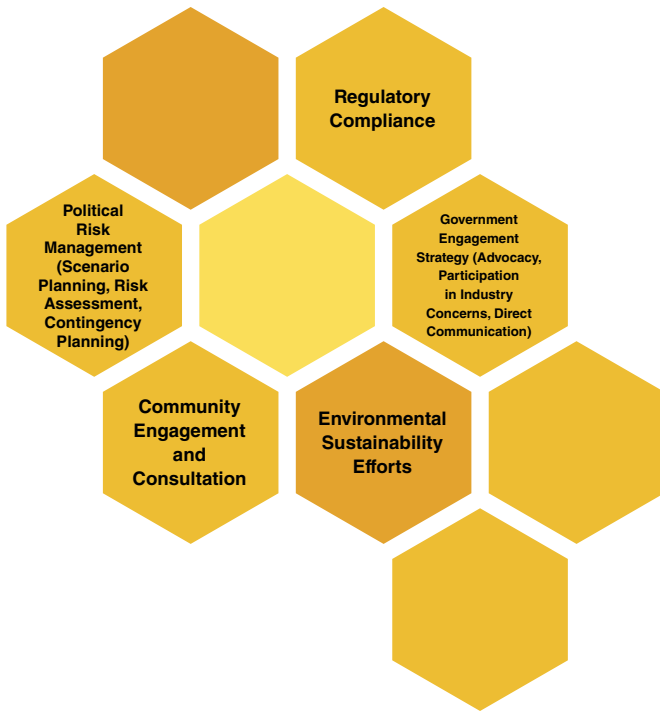 Regulatory
Compliance
Political
Risk
Management
(Scenario
Planning, Risk
Assessment,
Contingency
Planning)
Government
Engagement
Strategy (Advocacy,
Participation
in Industry
Concerns, Direct
Communication)
Community
Engagement
and
Consultation
Environmental
Sustainability
Efforts